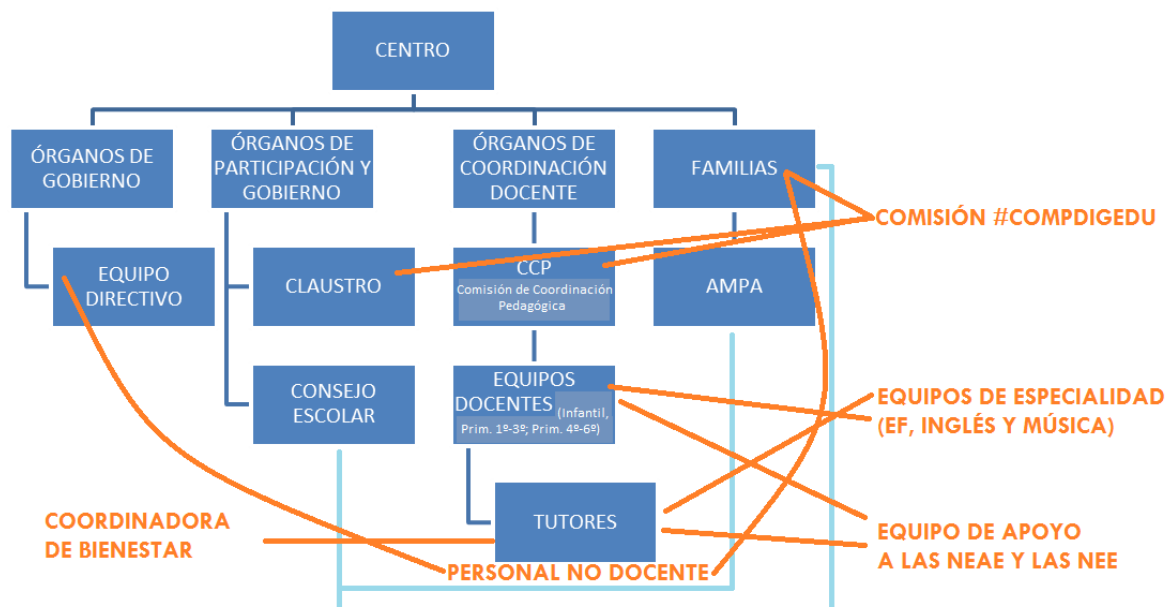 CENTRO
ÓRGANOS DE
GOBIERNO
ÓRGANOS DE
PARTICIPACIÓN Y
GOBIERNO
ÓRGANOS DE
COORDINACIÓN
DOCENTE
FAMILIAS
COMISIÓN #COMPDIGEDU
EQUIPO
DIRECTIVO
CLAUSTRO
CCP
Comisión de Coordinación
Pedagógica
AMPA
CONSEJO
ESCOLAR
EQUIPOS
DOCENTES (Infantil,
Prim. 1º-3º; Prim. 4º-6º)
EQUIPOS DE ESPECIALIDAD
(EF, INGLÉS Y MÚSICA)
TUTORES
COORDINADORA
DE BIENESTAR
EQUIPO DE APOYO
A LAS NEAE Y LAS NEE
PERSONAL NO DOCENTE